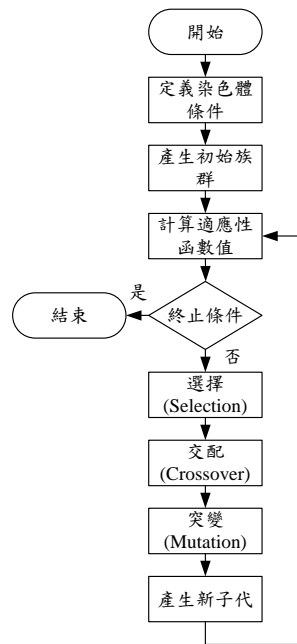 開始
定義染色體
條件
產生初始族
群
計算適應性
函數值
是
結束
終止條件
否
選擇
(Selection)
交配
(Crossover)
突變
(Mutation)
產生新子代